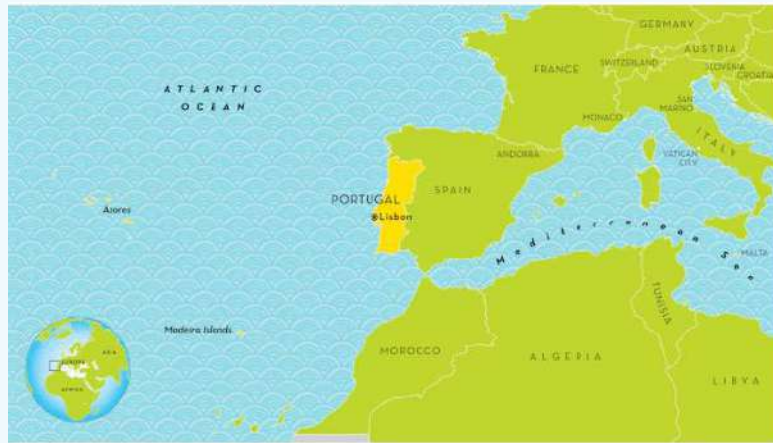 GERMANY
AUSTRIA
FRANCE
SWITZERLAND
SLOVENIA
CROATIA
ATLANTIC
OCEAN
SAN
MARINO
MONACO
ITALY
ANDORRA
VATICAN
CITY
PORTUGAL
SPAIN
Lisbon
Azores
Mediterranean Sea
MALTA
TUNISIA
Madeira Islands
MOROCCO
ALGERIA
LIBYA
EUROPE
ASIA
AFRICA